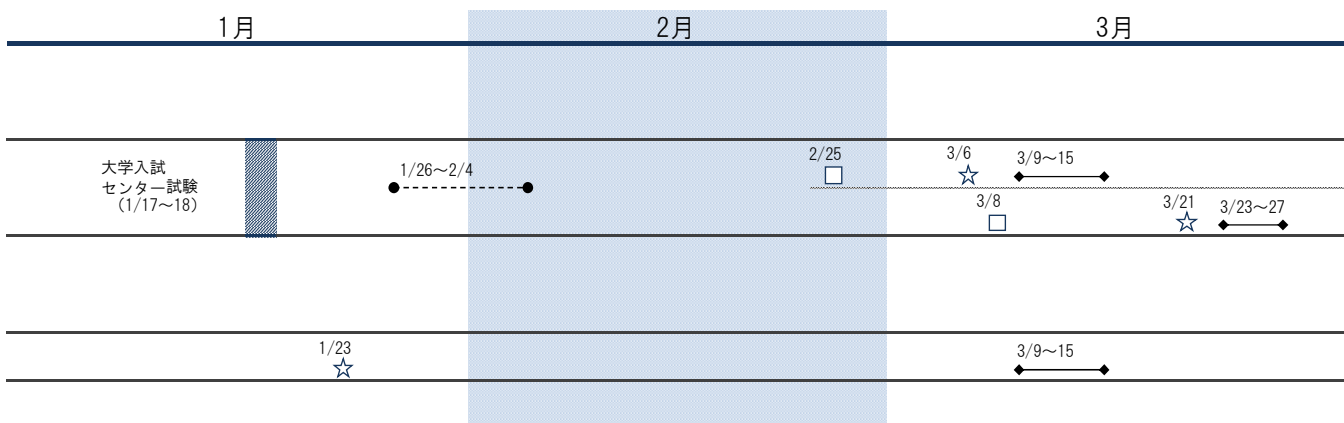 1月
2月
3月
大学入試
センター試験
（1/17～18）
1/26～2/4
2/25
3/6
3/9～15
3/8
3/21
3/23～27
1/23
3/9～15